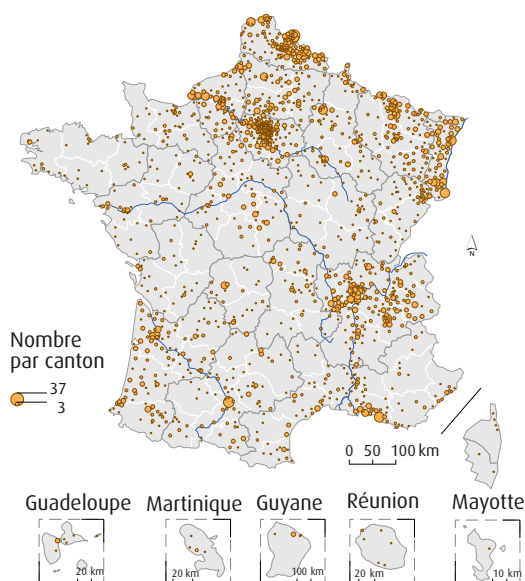 N
Nombre
par canton
37
3
0 50 100 km
Guadeloupe Martinique Guyane Réunion Mayotte
20 km 20 km 100 km 20 km 10 km